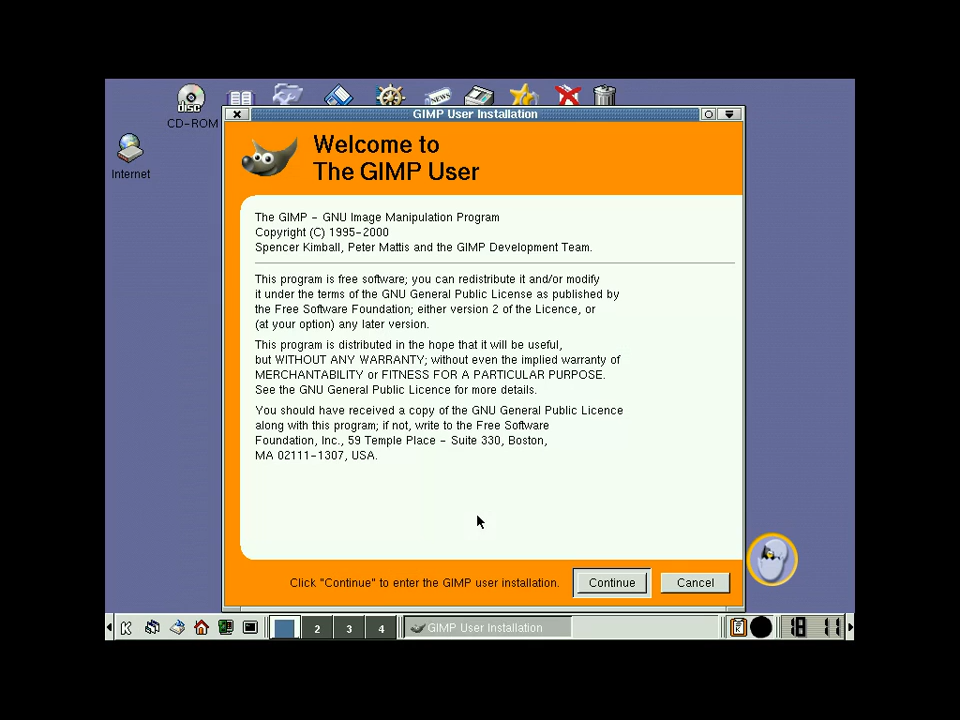 disc
NEWS
CD-ROM
Internet
GIMP User Installation
Welcome to
The GIMP User
The GIMP - GNU Image Manipulation Program
Copyright (C) 1995-2000
Spencer Kimball, Peter Mattis and the GIMP Development Team.
This program is free software; you can redistribute it and/or modify
it under the terms of the GNU General Public License as published by
the Free Software Foundation; either version 2 of the Licence, or
(at your option) any later version.
This program is distributed in the hope that it will be useful,
but WITHOUT ANY WARRANTY; without even the implied warranty of
MERCHANTABILITY or FITNESS FOR A PARTICULAR PURPOSE.
See the GNU General Public Licence for more details.
You should have received a copy of the GNU General Public Licence
along with this program; if not, write to the Free Software
Foundation, Inc., 59 Temple Place - Suite 330, Boston,
MA 02111-1307, USA.
Click "Continue" to enter the GIMP user installation.
Continue
Cancel
K
2
3
4
GIMP User Installation
18 11